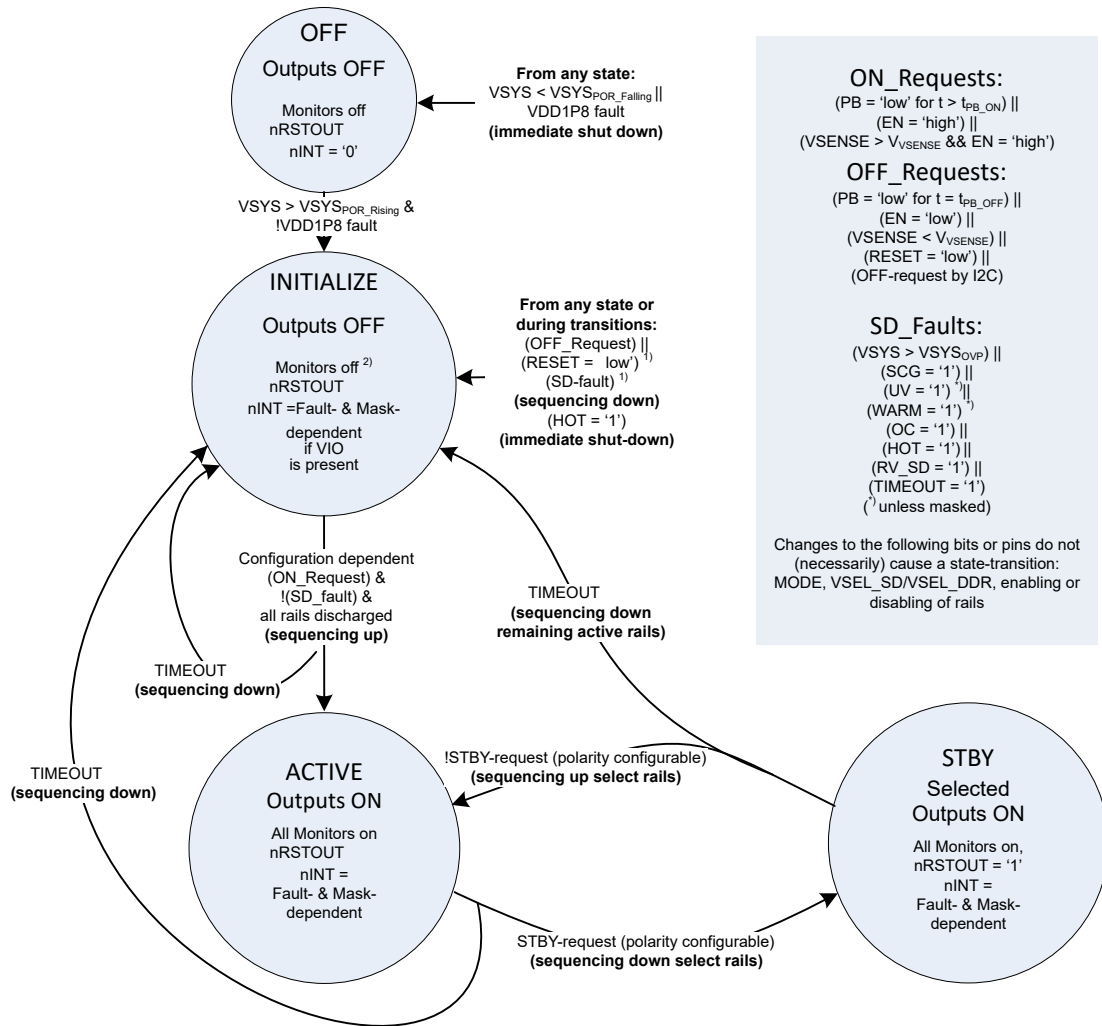 OFF
Outputs OFF
Monitors off
nRSTOUT
nINT = ‘0’
From any state:
VSYS < VSYSPOR_Falling ||
VDD1P8 fault
(immediate shut down)
VSYS > VSYSPOR_Rising &
!VDD1P8 fault
INITIALIZE
Outputs OFF
Monitors off 2)
nRSTOUT
nINT =Fault- & Mask-
dependent
if VIO
is present
From any state or
during transitions:
(OFF_Request) ||
(RESET = low’) 1)
(SD-fault) 1)
(sequencing down)
(HOT = ‘1’)
(immediate shut-down)
Configuration dependent
(ON_Request) &
!(SD_fault) &
all rails discharged
(sequencing up)
TIMEOUT
(sequencing down)
TIMEOUT
(sequencing down
remaining active rails)
TIMEOUT
(sequencing down)
ACTIVE
Outputs ON
All Monitors on
nRSTOUT
nINT =
Fault- & Mask-
dependent
!STBY-request (polarity configurable)
(sequencing up select rails)
STBY-request (polarity configurable)
(sequencing down select rails)
STBY
Selected
Outputs ON
All Monitors on,
nRSTOUT = ‘1’
nINT =
Fault- & Mask-
dependent
ON_Requests:
(PB = ‘low’ for t > tPB_ON) ||
(EN = ‘high’) ||
(VSENSE > VVSENSE && EN = ‘high’)
OFF_Requests:
(PB = ‘low’ for t = tPB_OFF) ||
(EN = ‘low’) ||
(VSENSE < VVSENSE) ||
(RESET = ‘low’) ||
(OFF-request by I2C)
SD_Faults:
(VSYS > VSYSOVP) ||
(SCG = ‘1’) ||
(UV = ‘1’) *)||
(WARM = ‘1’) *)
(OC = ‘1’) ||
(HOT = ‘1’) ||
(RV_SD = ‘1’) ||
(TIMEOUT = ‘1’)
(*) unless masked)
Changes to the following bits or pins do not
(necessarily) cause a state-transition:
MODE, VSEL_SD/VSEL_DDR, enabling or
disabling of rails